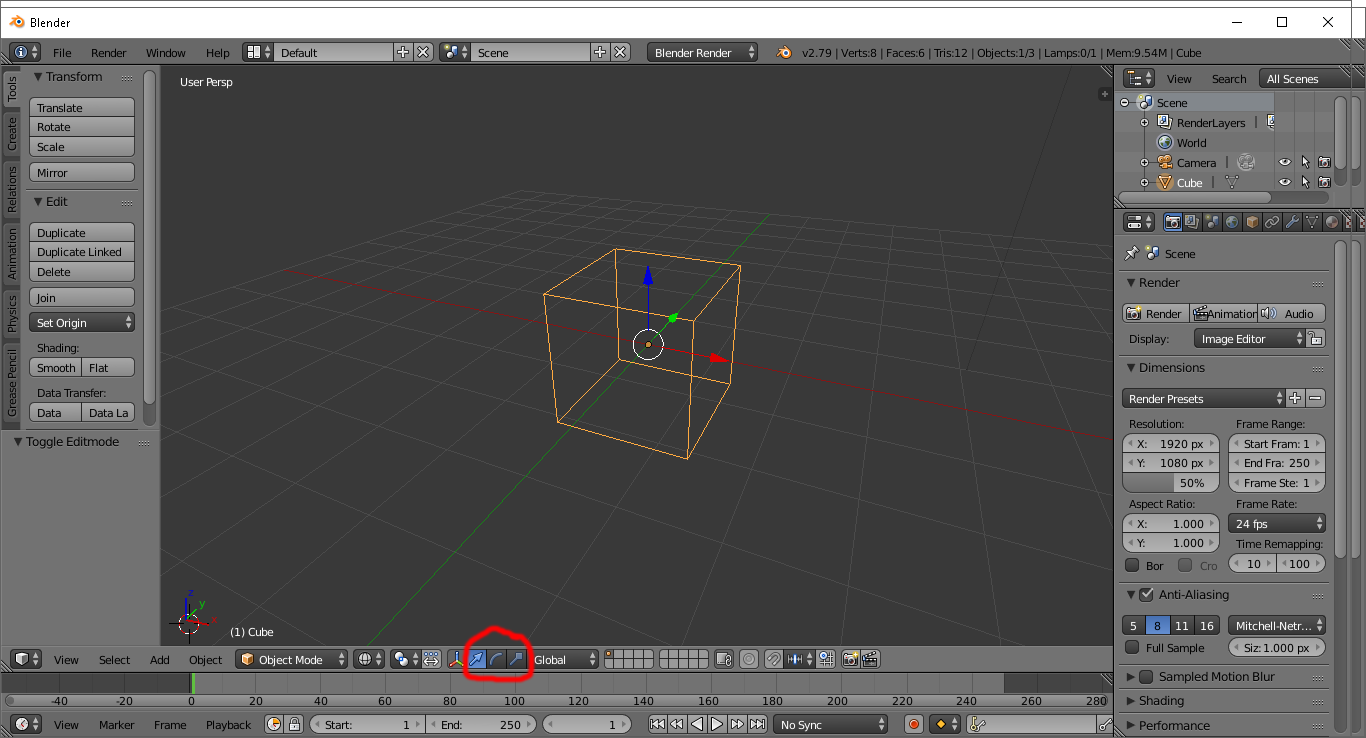 Blender
File Render Window Help Default Scene Blender Render v2.79 | Verts:8 | Faces:6 | Tris:12 | Objects:1/3 | Lamps:0/1 | Mem:9.54M | Cube
Tools
Create
Relations
Animation
Physics
Grease Pencil
Transform
Translate
Rotate
Scale
Mirror
Edit
Duplicate
Duplicate Linked
Delete
Join
Set Origin
Shading:
Smooth Flat
Data Transfer:
Data Data La
Toggle Editmode
User Persp
z
y
x
(1) Cube
View Select Add Object Object Mode Global
-40 -20 0 20 40 60 80 100 120 140 160 180 200 220 240 260 280
View Marker Frame Playback Start: 1 End: 250 1 No Sync
View Search All Scenes
Scene
RenderLayers |
World
Camera |
Cube |
Scene
Render
Render Animation Audio
Display: Image Editor
Dimensions
Render Presets
Resolution: Frame Range:
X: 1920 px Start Fram: 1
Y: 1080 px End Fra: 250
50% Frame Ste: 1
Aspect Ratio: Frame Rate:
X: 1.000 24 fps
Y: 1.000 Time Remapping:
Bor Cro 10 100
Anti-Aliasing
5 8 11 16 Mitchell-Netr...
Full Sample Siz: 1.000 px
Sampled Motion Blur
Shading
Performance